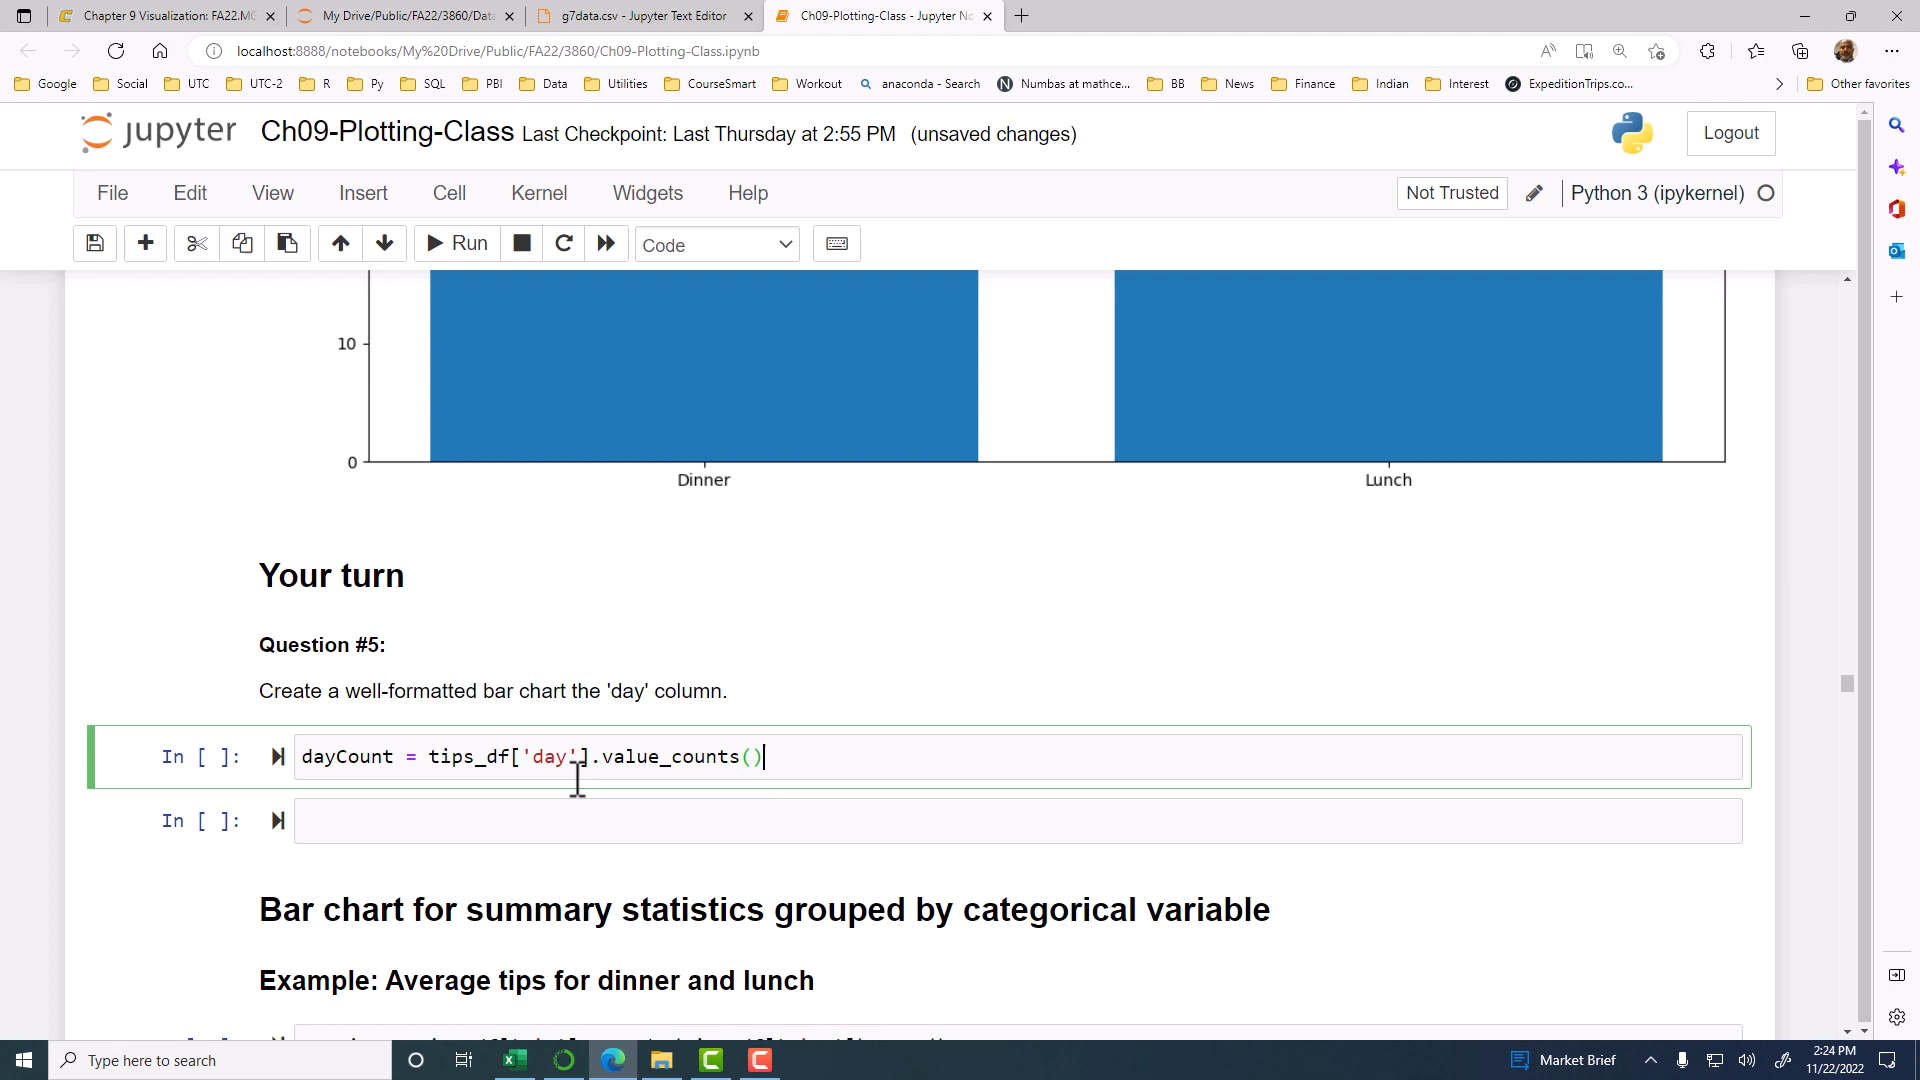 Chapter 9 Visualization: FA22.MG
My Drive/Public/FA22/3860/Data
g7data.csv - Jupyter Text Editor
Ch09-Plotting-Class - Jupyter No
localhost:8888/notebooks/My%20Drive/Public/FA22/3860/Ch09-Plotting-Class.ipynb
Google Social UTC UTC-2 R Py SQL PBI Data Utilities CourseSmart Workout anaconda - Search Numbas at mathce... BB News Finance Indian Interest ExpeditionTrips.co... Other favorites
jupyter Ch09-Plotting-Class Last Checkpoint: Last Thursday at 2:55 PM (unsaved changes) Logout
File Edit View Insert Cell Kernel Widgets Help Not Trusted Python 3 (ipykernel)
Run Code
10
0
Dinner Lunch
Your turn
Question #5:
Create a well-formatted bar chart the 'day' column.
In [ ]: dayCount = tips_df['day'].value_counts()
In [ ]:
Bar chart for summary statistics grouped by categorical variable
Example: Average tips for dinner and lunch
Type here to search Market Brief 2:24 PM
11/22/2022